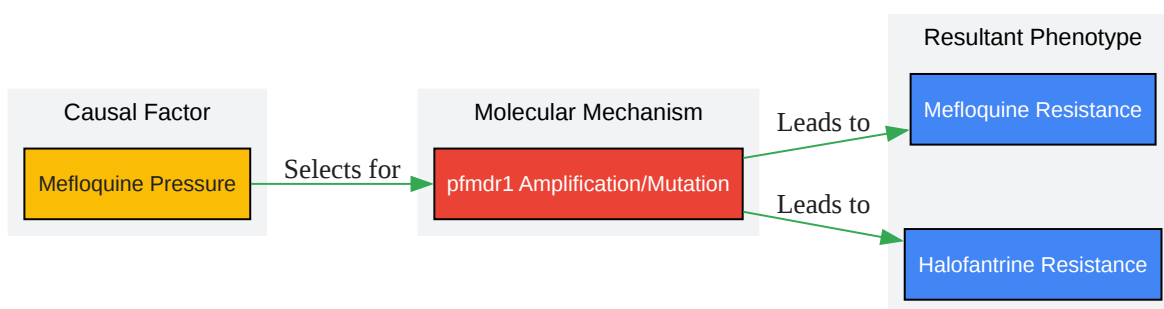 Causal Factor
Mefloquine Pressure
Selects for
Molecular Mechanism
pfmdr1 Amplification/Mutation
Leads to
Leads to
Resultant Phenotype
Mefloquine Resistance
Halofantrine Resistance